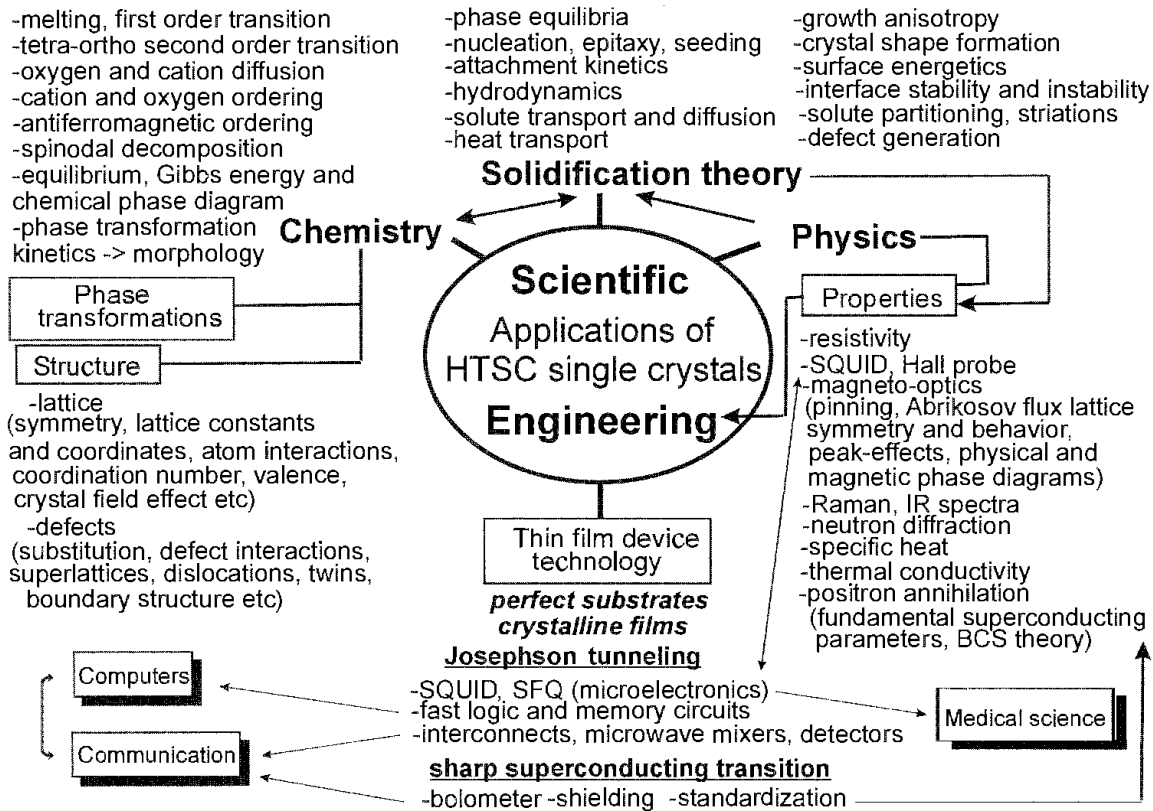 -melting, first order transition
-tetra-ortho second order transition
-oxygen and cation diffusion
-cation and oxygen ordering
-antiferromagnetic ordering
-spinodal decomposition
-equilibrium, Gibbs energy and
chemical phase diagram
-phase transformation
kinetics -> morphology
-phase equilibria
-nucleation, epitaxy, seeding
-attachment kinetics
-hydrodynamics
-solute transport and diffusion
-heat transport
-growth anisotropy
-crystal shape formation
-surface energetics
-interface stability and instability
-solute partitioning, striations
-defect generation
Solidification theory
Chemistry
Physics
Scientific
Applications of
HTSC single crystals
Engineering
Phase
transformations
Structure
-lattice
(symmetry, lattice constants
and coordinates, atom interactions,
coordination number, valence,
crystal field effect etc)
-defects
(substitution, defect interactions,
superlattices, dislocations, twins,
boundary structure etc)
Properties
-resistivity
-SQUID, Hall probe
-magneto-optics
(pinning, Abrikosov flux lattice
symmetry and behavior,
peak-effects, physical and
magnetic phase diagrams)
-Raman, IR spectra
-neutron diffraction
-specific heat
-thermal conductivity
-positron annihilation
(fundamental superconducting
parameters, BCS theory)
Thin film device
technology
perfect substrates
crystalline films
Josephson tunneling
-SQUID, SFQ (microelectronics)
-fast logic and memory circuits
-interconnects, microwave mixers, detectors
sharp superconducting transition
-bolometer -shielding -standardization
Computers
Communication
Medical science